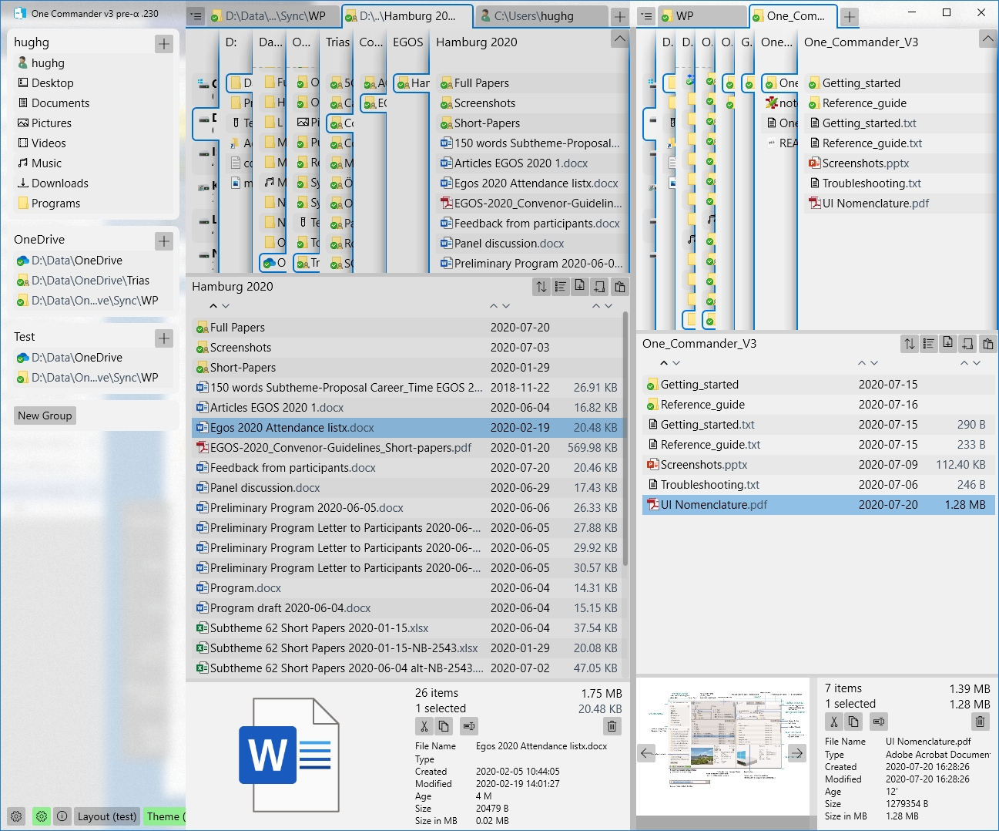 One Commander v3 pre-α .230
hughg
hughg
Desktop
Documents
Pictures
Videos
Music
Downloads
Programs
OneDrive
D:\Data\OneDrive
D:\Data\OneDrive\Trias
D:\Data\On...ve\Sync\WP
Test
D:\Data\OneDrive
D:\Data\On...ve\Sync\WP
New Group
Layout (test)
Theme (
D:\Data\...\Sync\WP
D:\..\Hamburg 20...
C:\Users\hughg
D:
Da...
O...
Trias
Co...
EGOS
Hamburg 2020
Full Papers
Screenshots
Short-Papers
150 words Subtheme-Proposal...
Articles EGOS 2020 1.docx
Egos 2020 Attendance listx.docx
EGOS-2020_Convenor-Guidelin...
Feedback from participants.docx
Panel discussion.docx
Preliminary Program 2020-06-0...
Hamburg 2020
Full Papers 2020-07-20
Screenshots 2020-07-03
Short-Papers 2020-01-29
150 words Subtheme-Proposal Career_Time EGOS 2... 2018-11-22 26.91 KB
Articles EGOS 2020 1.docx 2020-06-04 16.82 KB
Egos 2020 Attendance listx.docx 2020-02-19 20.48 KB
EGOS-2020_Convenor-Guidelines_Short-papers.pdf 2020-01-20 569.98 KB
Feedback from participants.docx 2020-07-20 20.46 KB
Panel discussion.docx 2020-06-29 17.43 KB
Preliminary Program 2020-06-05.docx 2020-06-06 26.33 KB
Preliminary Program Letter to Participants 2020-06-... 2020-06-05 27.88 KB
Preliminary Program Letter to Participants 2020-06-... 2020-06-05 29.92 KB
Preliminary Program Letter to Participants 2020-06-... 2020-06-05 30.57 KB
Program.docx 2020-06-04 14.31 KB
Program draft 2020-06-04.docx 2020-06-04 15.15 KB
Subtheme 62 Short Papers 2020-01-15.xlsx 2020-06-04 37.54 KB
Subtheme 62 Short Papers 2020-01-15-NB-2543.xlsx 2020-01-29 20.08 KB
Subtheme 62 Short Papers 2020-06-04 alt-NB-2543.... 2020-07-02 47.05 KB
W
26 items 1.75 MB
1 selected 20.48 KB
File Name Egos 2020 Attendance listx.docx
Type
Created 2020-02-05 10:44:05
Modified 2020-02-19 14:01:27
Age 4 M
Size 20479 B
Size in MB 0.02 MB
WP
One_Com...
D.
D.
O.
O.
G.
One...
One_Commander_V3
Getting_started
Reference_guide
Getting_started.txt
Reference_guide.txt
Screenshots.pptx
Troubleshooting.txt
UI Nomenclature.pdf
One_Commander_V3
Getting_started 2020-07-15
Reference_guide 2020-07-16
Getting_started.txt 2020-07-15 290 B
Reference_guide.txt 2020-07-15 233 B
Screenshots.pptx 2020-07-09 112.40 KB
Troubleshooting.txt 2020-07-06 246 B
UI Nomenclature.pdf 2020-07-20 1.28 MB
7 items 1.39 MB
1 selected 1.28 MB
File Name UI Nomenclature.pdf
Type Adobe Acrobat Documen
Created 2020-07-20 16:28:26
Modified 2020-07-20 16:28:26
Age 12'
Size 1279354 B
Size in MB 1.28 MB